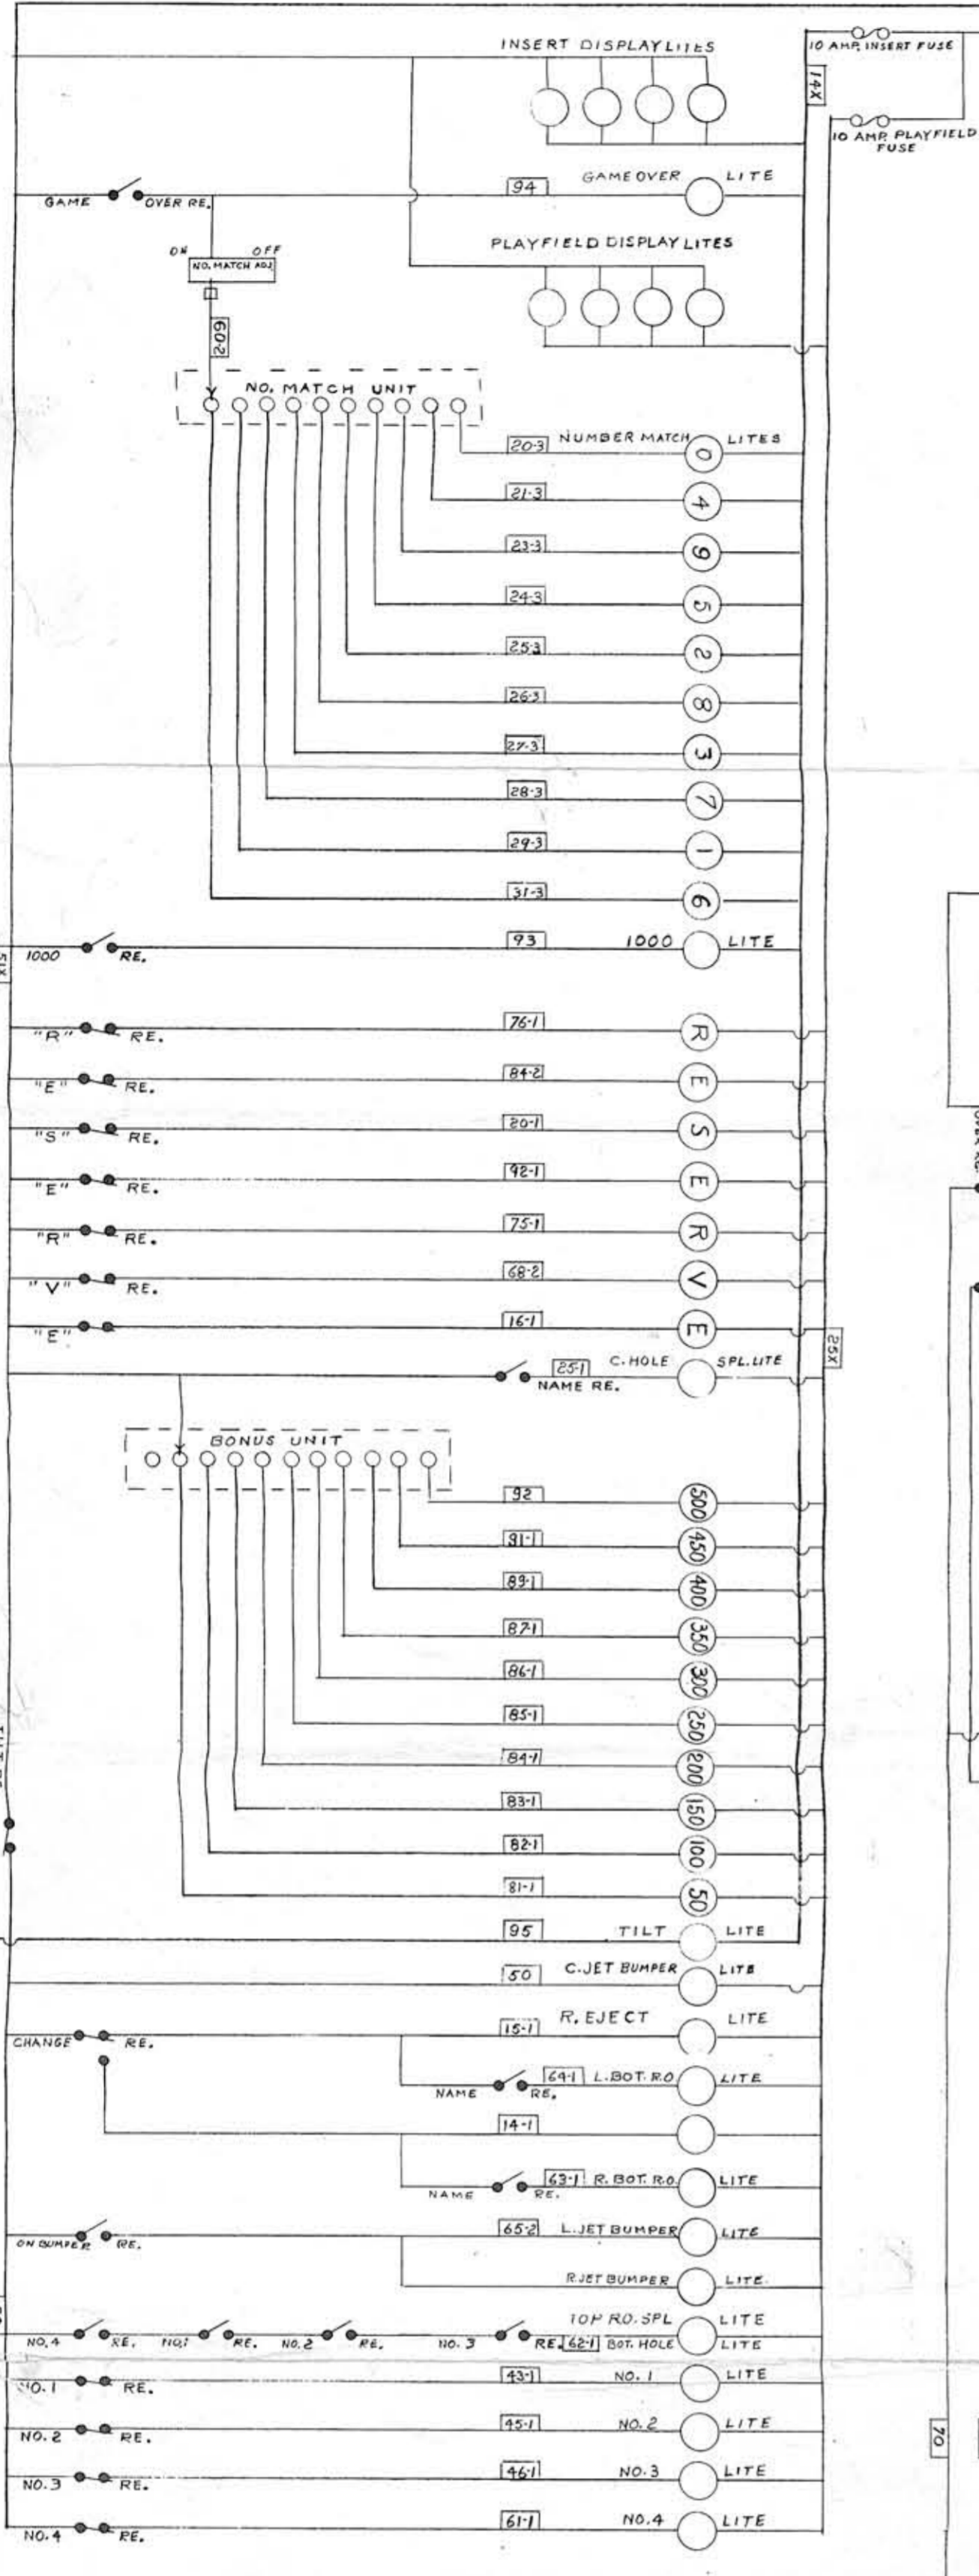 INSERT DISPLAY LITES
10 AMP. INSERT FUSE
14X
10 AMP. PLAYFIELD
FUSE
GAME OVER RE.
94 GAME OVER LITE
ON OFF
NO. MATCH ADJ.
60-2
PLAYFIELD DISPLAY LITES
NO. MATCH UNIT
20-3 NUMBER MATCH 0 LITES
21-3 4
23-3 9
24-3 5
25-3 2
26-3 8
27-3 3
28-3 7
29-3 1
31-3 6
1000 RE. 93 1000 LITE
51X
"R" RE. 76-1 R
"E" RE. 84-2 E
"S" RE. 20-1 S
"E" RE. 92-1 E
"R" RE. 75-1 R
"V" RE. 68-2 V
"E" 16-1 E
25X
NAME RE. 25-1 C. HOLE SPL. LITE
BONUS UNIT
92 500
91-1 450
89-1 400
87-1 350
86-1 300
85-1 250
84-1 200
83-1 150
82-1 100
81-1 50
95 TILT LITE
50 C. JET BUMPER LITE
CHANGE RE. 15-1 R. EJECT LITE
NAME RE. 64-1 L. BOT. R.O LITE
14-1
NAME RE. 63-1 R. BOT. R.O. LITE
ON BUMPER RE. 65-2 L. JET BUMPER LITE
R JET BUMPER LITE.
TOP R.O. SPL LITE
NO. 4 RE. NO. 1 RE. NO. 2 RE. NO. 3 RE. 62-1 BOT. HOLE LITE
NO. 1 RE. 43-1 NO. 1 LITE
NO. 2 RE. 45-1 NO. 2 LITE
NO. 3 RE. 46-1 NO. 3 LITE
NO. 4 RE. 61-1 NO. 4 LITE
70